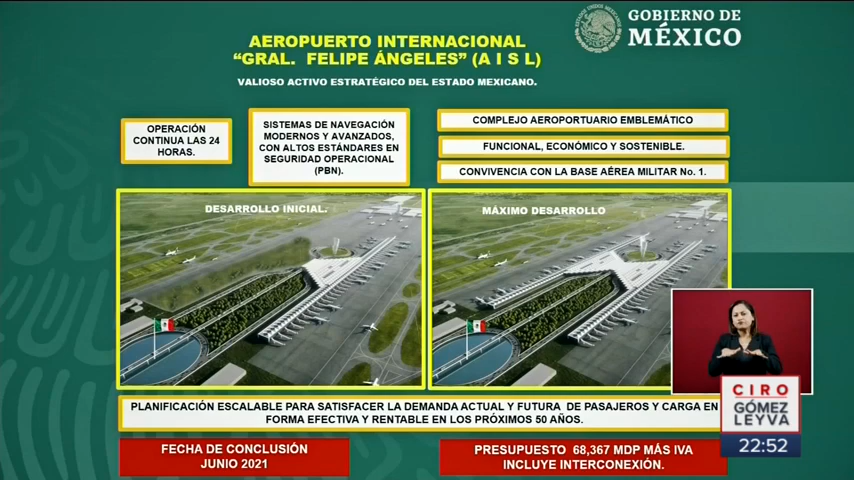 GOBIERNO DE
MÉXICO
AEROPUERTO INTERNACIONAL
“GRAL. FELIPE ÁNGELES” (A I S L)
VALIOSO ACTIVO ESTRATÉGICO DEL ESTADO MEXICANO.
OPERACIÓN
CONTINUA LAS 24
HORAS.
SISTEMAS DE NAVEGACIÓN
MODERNOS Y AVANZADOS,
CON ALTOS ESTÁNDARES EN
SEGURIDAD OPERACIONAL
(PBN).
COMPLEJO AEROPORTUARIO EMBLEMÁTICO
FUNCIONAL, ECONÓMICO Y SOSTENIBLE.
CONVIVENCIA CON LA BASE AÉREA MILITAR No. 1.
DESARROLLO INICIAL.
MÁXIMO DESARROLLO
PLANIFICACIÓN ESCALABLE PARA SATISFACER LA DEMANDA ACTUAL Y FUTURA DE PASAJEROS Y CARGA EN
FORMA EFECTIVA Y RENTABLE EN LOS PRÓXIMOS 50 AÑOS.
FECHA DE CONCLUSIÓN
JUNIO 2021
PRESUPUESTO 68,367 MDP MÁS IVA
INCLUYE INTERCONEXIÓN.
CIRO
GÓMEZ
LEYVA
22:52